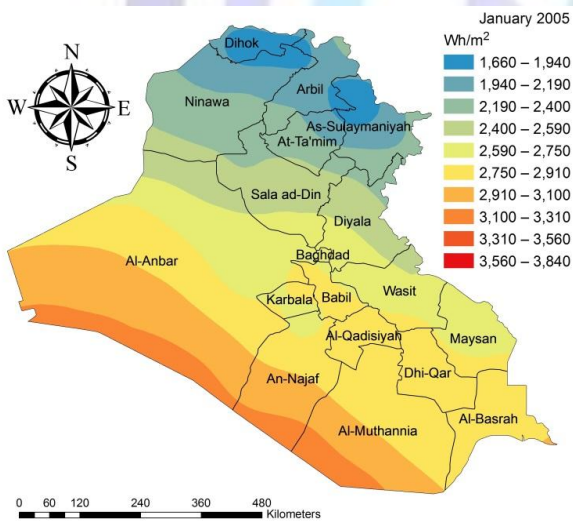 January 2005
Wh/m²
1,660 – 1,940
1,940 – 2,190
2,190 – 2,400
2,400 – 2,590
2,590 – 2,750
2,750 – 2,910
2,910 – 3,100
3,100 – 3,310
3,310 – 3,560
3,560 – 3,840
N
W E
S
Dihok
Arbil
Ninawa
As-Sulaymaniyah
At-Ta'mim
Sala ad-Din
Diyala
Baghdad
Al-Anbar
Wasit
Karbala
Babil
Al-Qadisiyah
Maysan
Dhi-Qar
An-Najaf
Al-Basrah
Al-Muthannia
0 30 60 120 240 360 480
Kilometers